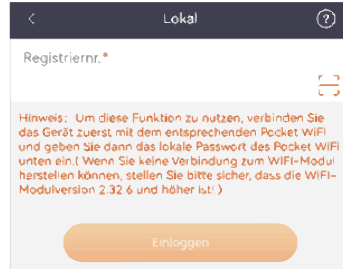 Lokal
Registriernr.*
Hinweis: Um diese Funktion zu nutzen, verbinden Sie
das Gerät zuerst mit dem entsprechenden Pocket WiFi
und geben Sie dann das lokale Passwort des Pocket WiFi
unten ein.( Wenn Sie keine Verbindung zum WIFI-Modul
herstellen können, stellen Sie bitte sicher, dass die WIFI-
Modulversion 2.32.6 und höher ist! )
Einloggen